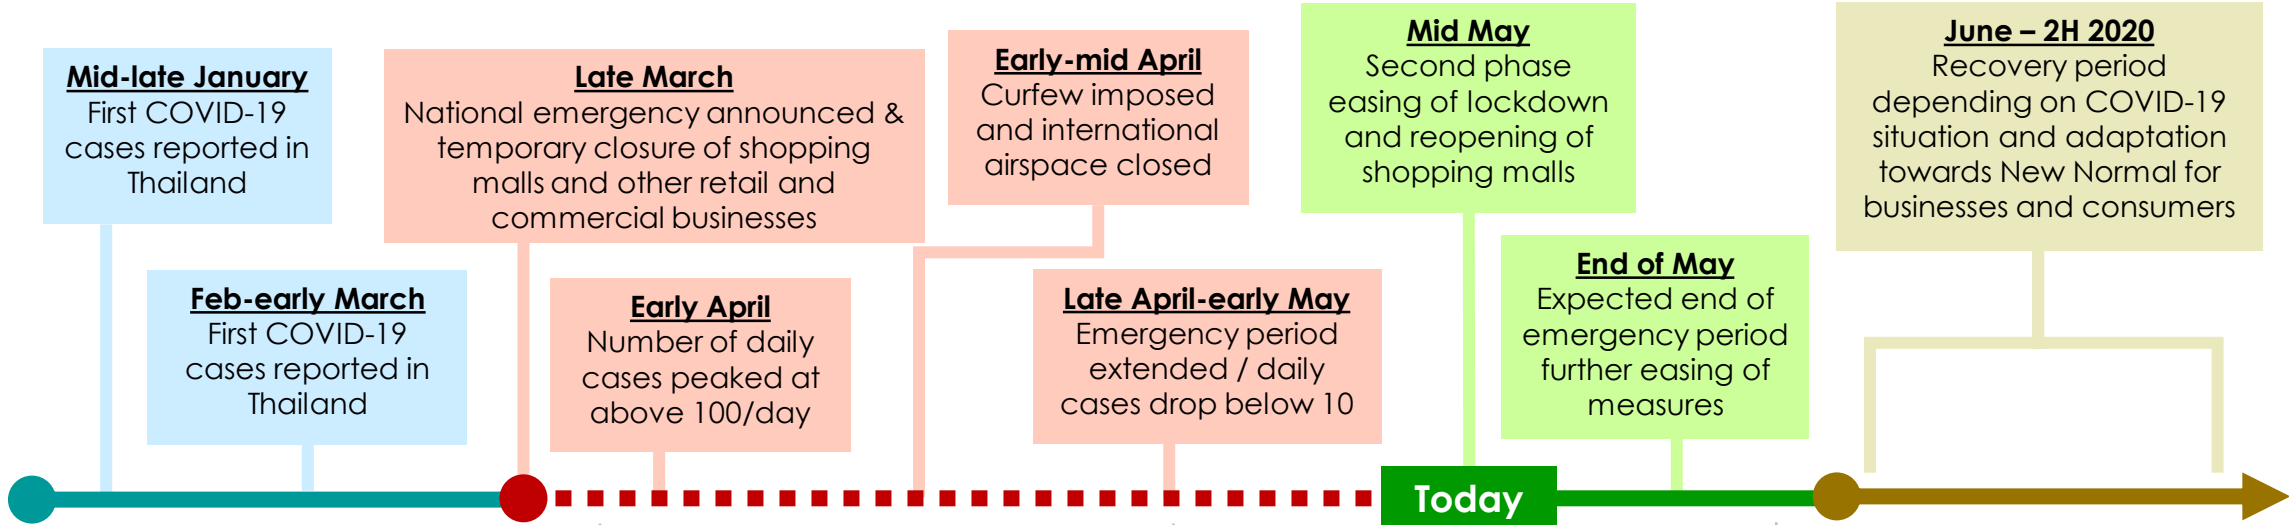 Mid-late January
First COVID-19
cases reported in
Thailand
Feb-early March
First COVID-19
cases reported in
Thailand
Late March
National emergency announced &
temporary closure of shopping
malls and other retail and
commercial businesses
Early April
Number of daily
cases peaked at
above 100/day
Early-mid April
Curfew imposed
and international
airspace closed
Late April-early May
Emergency period
extended / daily
cases drop below 10
Mid May
Second phase
easing of lockdown
and reopening of
shopping malls
End of May
Expected end of
emergency period
further easing of
measures
June – 2H 2020
Recovery period
depending on COVID-19
situation and adaptation
towards New Normal for
businesses and consumers
Today